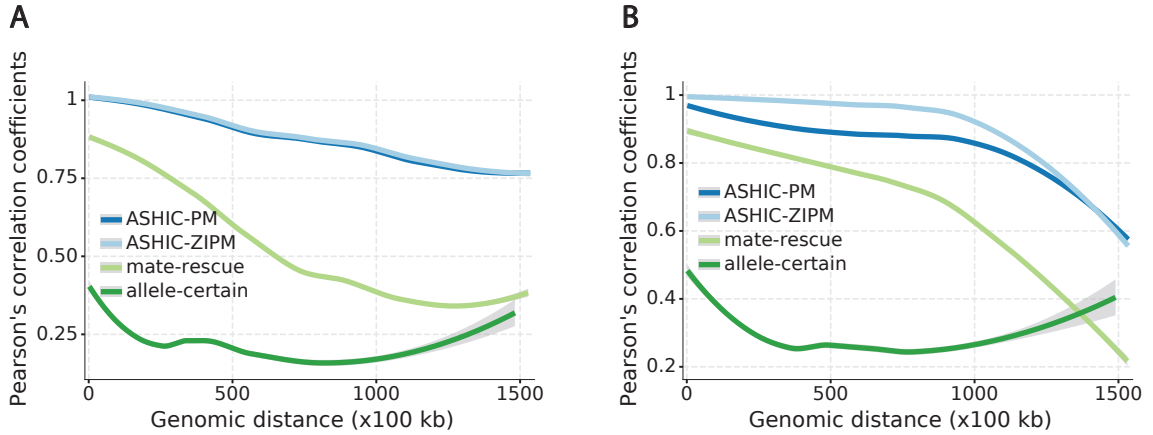 A
Pearson's correlation coefficients
1
0.75
0.50
0.25
ASHIC-PM
ASHIC-ZIPM
mate-rescue
allele-certain
0
500
1000
1500
Genomic distance (x100 kb)
B
Pearson's correlation coefficients
1
0.8
0.6
0.4
0.2
ASHIC-PM
ASHIC-ZIPM
mate-rescue
allele-certain
0
500
1000
1500
Genomic distance (x100 kb)